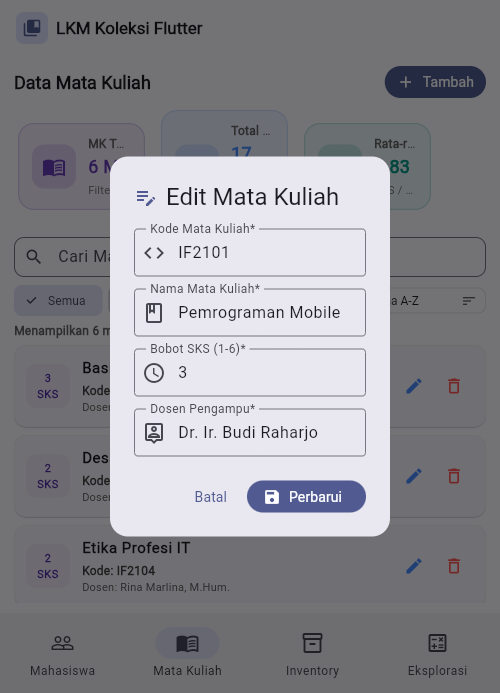 LKM Koleksi Flutter
Data Mata Kuliah
Tambah
MK T...
Total ...
Rata-r...
6
17
83
Cari
Semua
A-Z
Menampilkan 6
3
SKS
Kode
Dosen
Edit Mata Kuliah
Kode Mata Kuliah*
IF2101
Nama Mata Kuliah*
Pemrograman Mobile
Bobot SKS (1-6)*
3
Dosen Pengampu*
Dr. Ir. Budi Raharjo
Batal
Perbarui
2
SKS
Kode
Dosen
2
SKS
Etika Profesi IT
Kode: IF2104
Dosen: Rina Marlina, M.Hum.
Mahasiswa
Mata Kuliah
Inventory
Eksplorasi